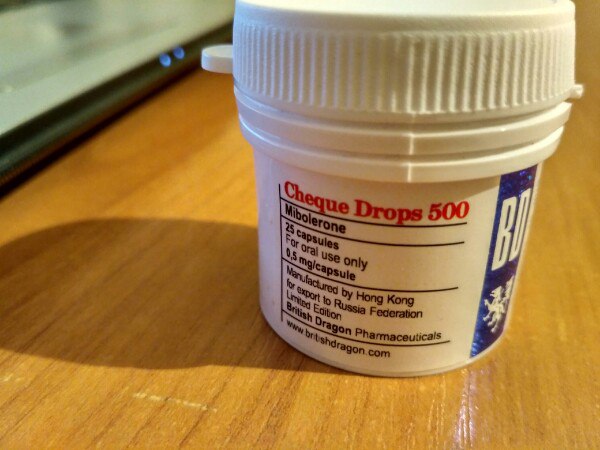 Cheque Drops 500
Mibolerone
25 capsules
For oral use only
0,5 mg/capsule
Manufactured by Hong Kong
for export to Russia Federation
Limited Edition
British Dragon Pharmaceuticals
www.britishdragon.com
BD